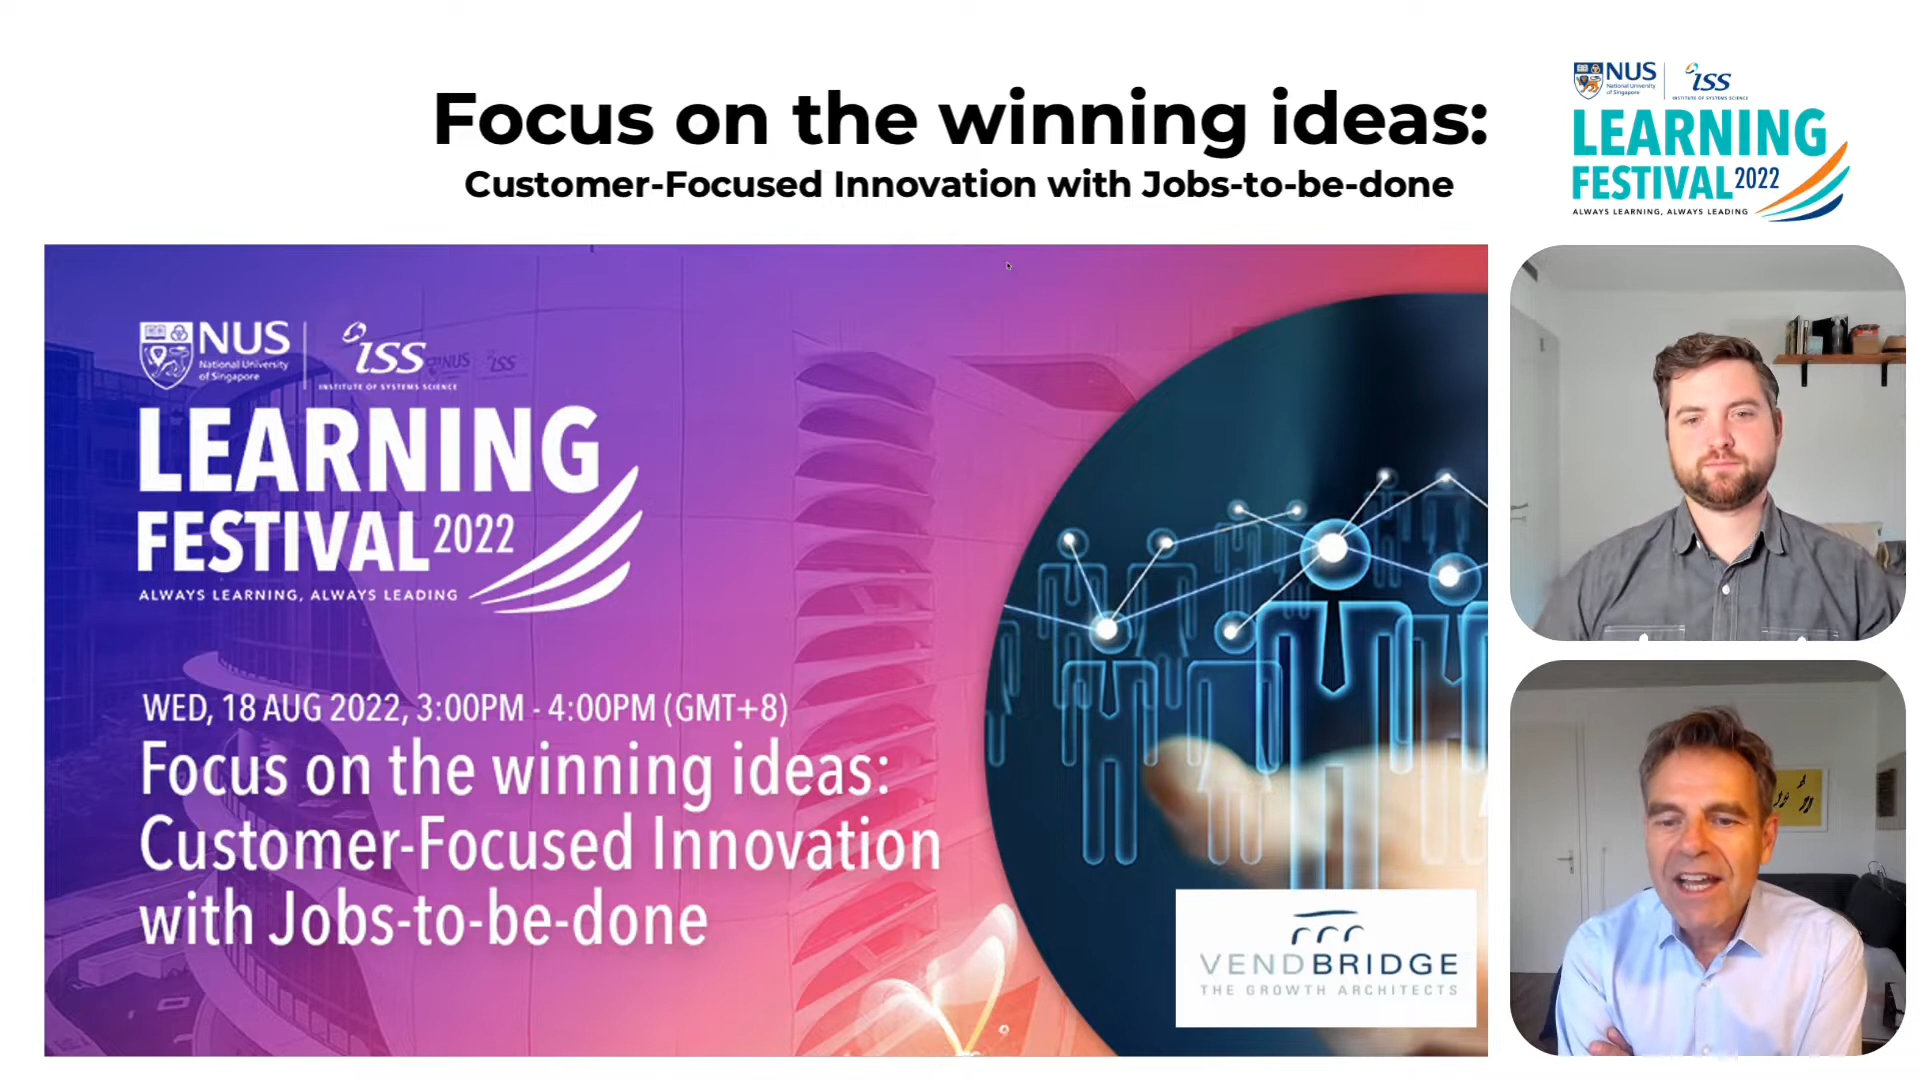 Focus on the winning ideas:
Customer-Focused Innovation with Jobs-to-be-done
NUS
National University
of Singapore
iSS
INSTITUTE OF SYSTEMS SCIENCE
LEARNING
FESTIVAL 2022
ALWAYS LEARNING, ALWAYS LEADING
NUS
National University
of Singapore
iSS
INSTITUTE OF SYSTEMS SCIENCE
NUS
iSS
LEARNING
FESTIVAL 2022
ALWAYS LEARNING, ALWAYS LEADING
WED, 18 AUG 2022, 3:00PM - 4:00PM (GMT+8)
Focus on the winning ideas:
Customer-Focused Innovation
with Jobs-to-be-done
VENDBRIDGE
THE GROWTH ARCHITECTS